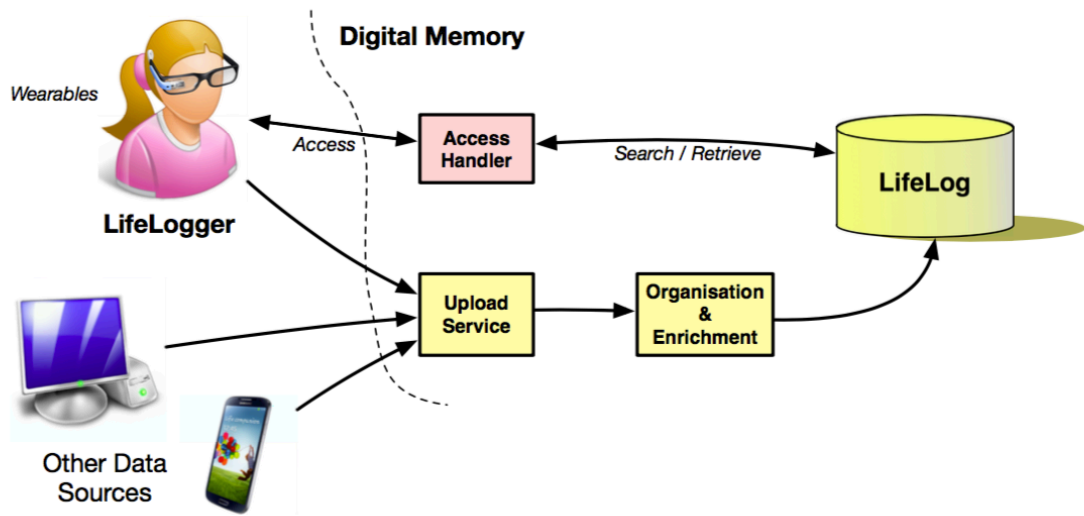 Digital Memory
Wearables
Access
Access
Handler
Search / Retrieve
LifeLog
LifeLogger
Upload
Service
Organisation
&
Enrichment
Other Data
Sources